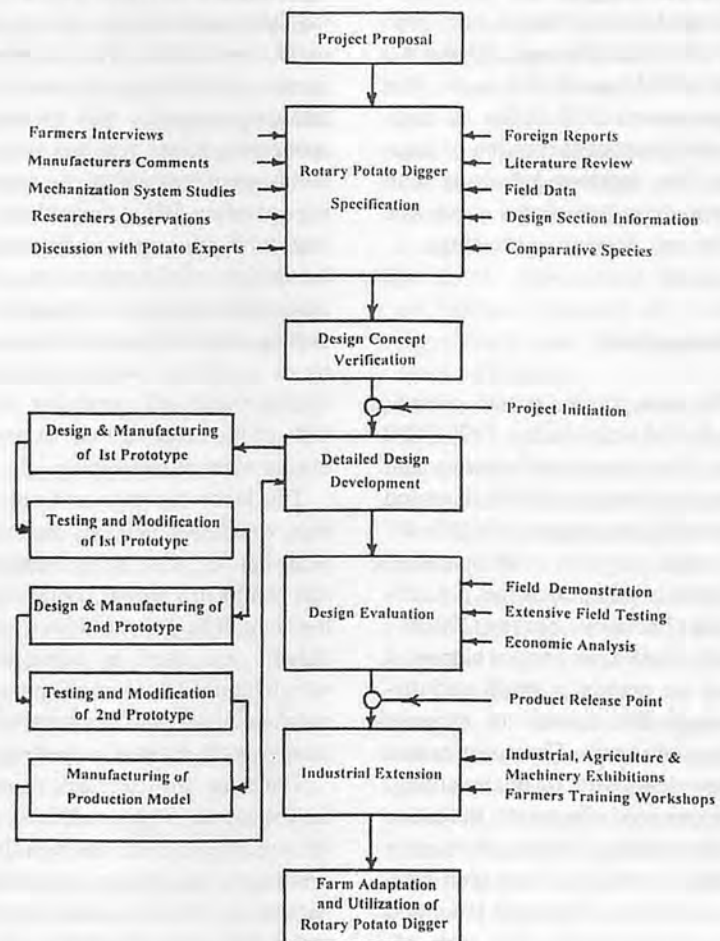 Project Proposal
Farmers Interviews
Manufacturers Comments
Mechanization System Studies
Researchers Observations
Discussion with Potato Experts
Rotary Potato Digger
Specification
Foreign Reports
Literature Review
Field Data
Design Section Information
Comparative Species
Design Concept
Verification
Project Initiation
Design & Manufacturing
of 1st Prototype
Testing and Modification
of 1st Prototype
Design & Manufacturing of
2nd Prototype
Testing and Modification
of 2nd Prototype
Manufacturing of
Production Model
Detailed Design
Development
Design Evaluation
Field Demonstration
Extensive Field Testing
Economic Analysis
Product Release Point
Industrial Extension
Industrial, Agriculture &
Machinery Exhibitions
Farmers Training Workshops
Farm Adaptation
and Utilization of
Rotary Potato Digger